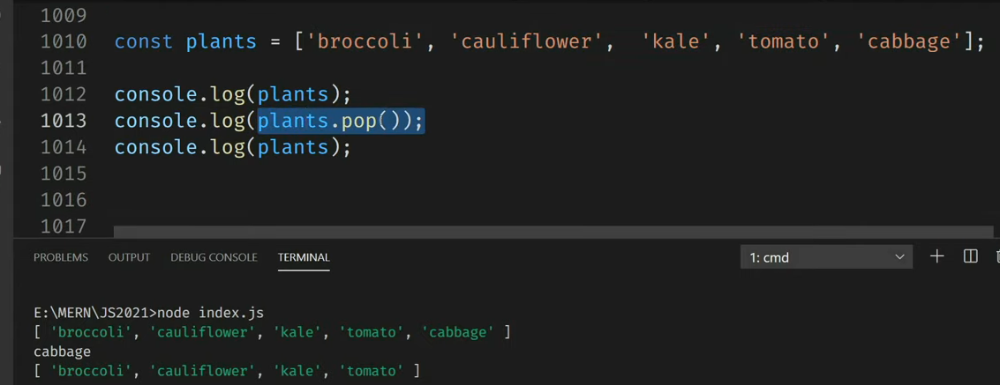 1009
1010 const plants = ['broccoli', 'cauliflower',  'kale', 'tomato', 'cabbage'];
1011
1012 console.log(plants);
1013 console.log(plants.pop());
1014 console.log(plants);
1015
1016
1017
PROBLEMS OUTPUT DEBUG CONSOLE TERMINAL 1: cmd
E:\MERN\JS2021>node index.js
[ 'broccoli', 'cauliflower', 'kale', 'tomato', 'cabbage' ]
cabbage
[ 'broccoli', 'cauliflower', 'kale', 'tomato' ]